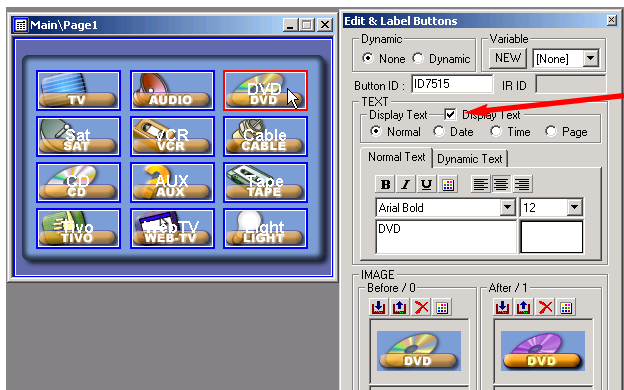 Main\Page1
DVD
TV AUDIO DVD
Sat VCR Cable
SAT VCR CABLE
CD AUX Tape
CD AUX TAPE
Tivo WebTV Light
TIVO WEB-TV LIGHT
Edit & Label Buttons
Dynamic Variable
None Dynamic NEW [None]
Button ID : ID7515 IR ID
TEXT
Display Text Display Text
Normal Date Time Page
Normal Text Dynamic Text
B I U
Arial Bold 12
DVD
IMAGE
Before / 0 After / 1
DVD DVD